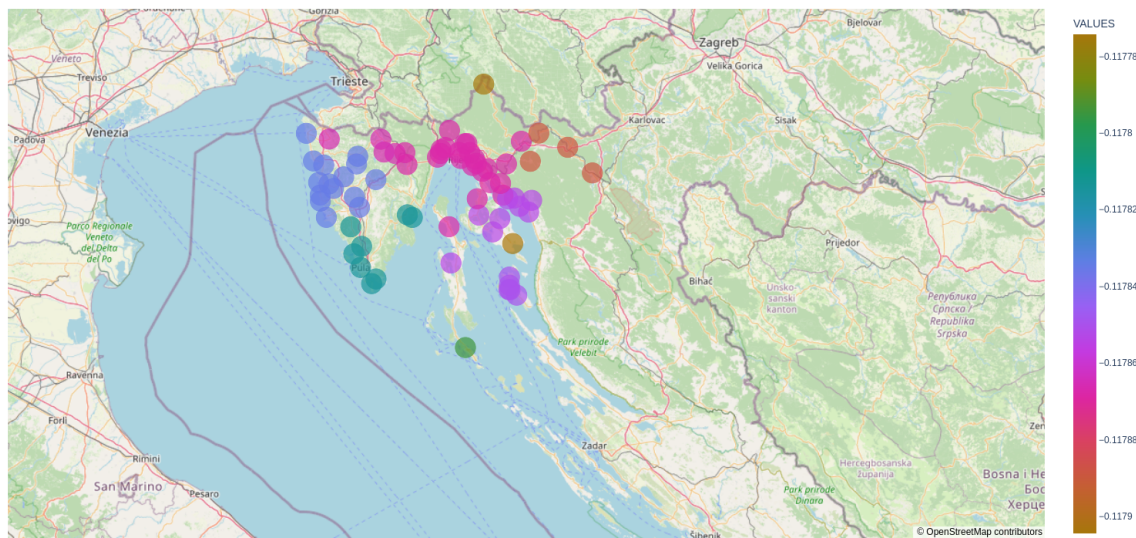 Gorizia
Bjelovar
VALUES
Veneto
Treviso
Trieste
Zagreb
Velika Gorica
−0.11778
Padova
Venezia
Karlovac
Sisak
−0.1178
ovigo
Parco Regionale
Veneto
del Delta
del Po
Pula
Prijedor
−0.11782
Bihać
Unsko-
sanski
kanton
Република
Српска /
Republika
Srpska
−0.11784
Park prirode
Velebit
Ravenna
−0.11786
Forlì
Zadar
Rimini
Hercegbosanska
županija
−0.11788
San Marino
Pesaro
Park prirode
Dinara
Bosna i He
Бос
Херце
−0.1179
Šibenik
© OpenStreetMap contributors